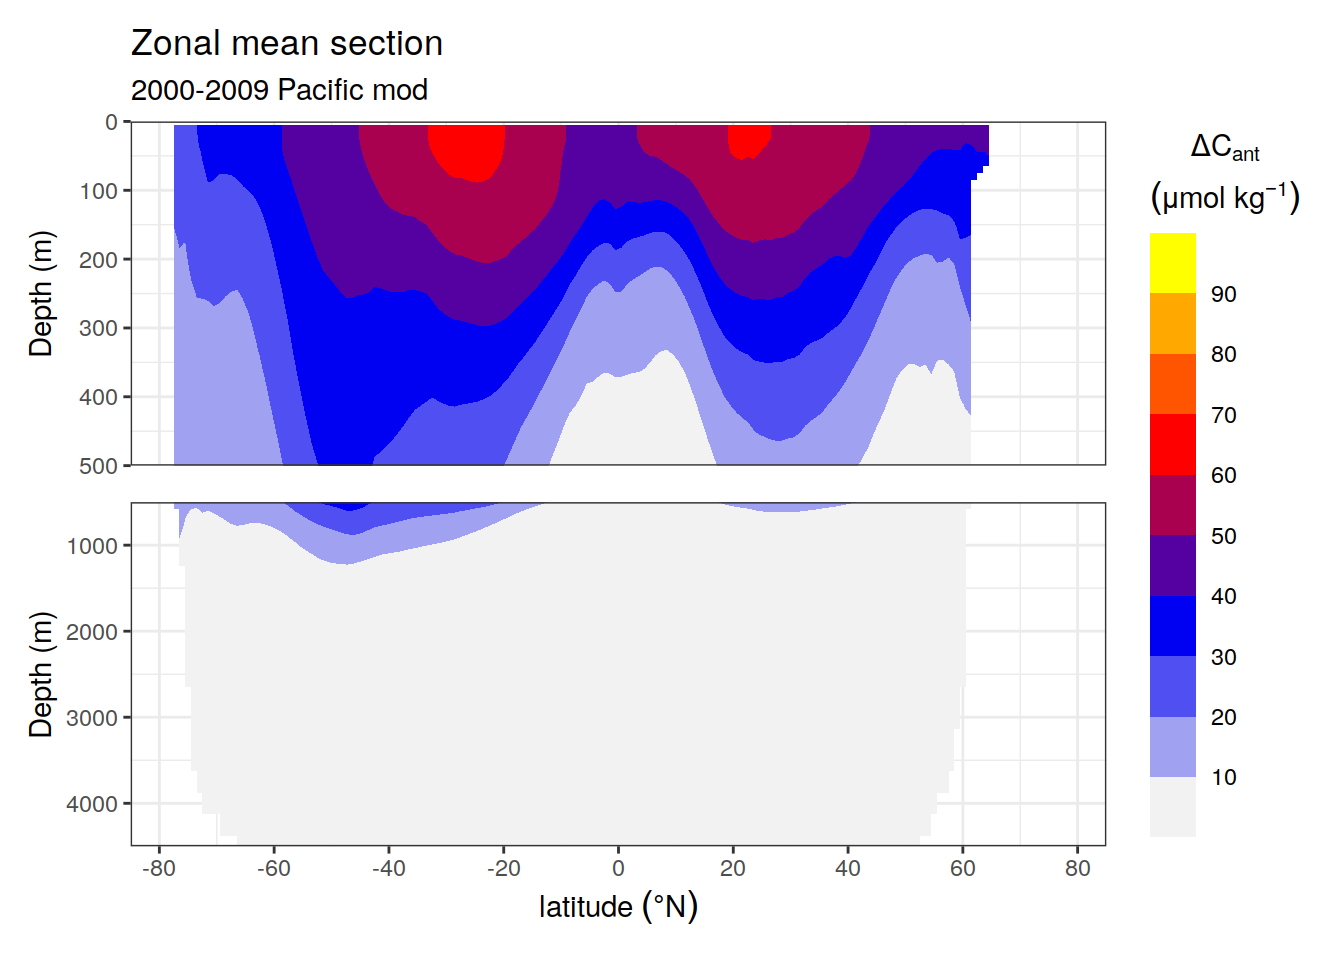 Zonal mean section
2000-2009 Pacific mod
ΔCant
(μmol kg⁻¹)
Depth (m)
0
100
200
300
400
500
90
80
70
60
50
40
30
20
10
Depth (m)
1000
2000
3000
4000
-80 -60 -40 -20 0 20 40 60 80
latitude (°N)